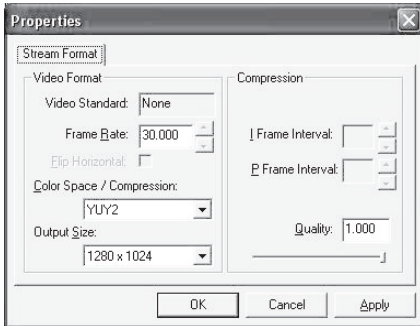 Properties
Stream Format
Video Format
Video Standard: None
Frame Rate: 30.000
Flip Horizontal:
Color Space / Compression:
YUY2
Output Size:
1280 x 1024
Compression
I Frame Interval:
P Frame Interval:
Quality: 1.000
OK Cancel Apply